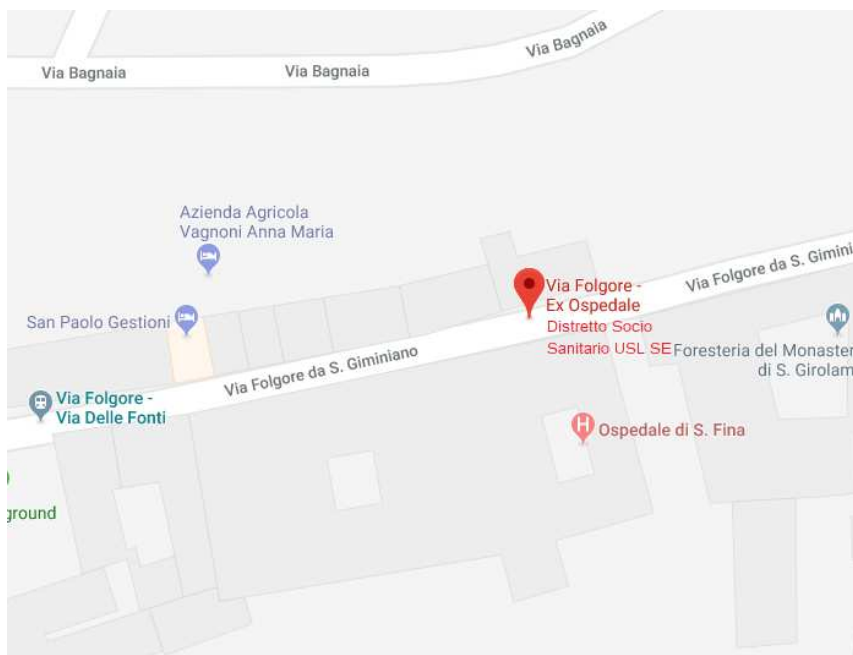 Via Bagnaia
Via Bagnaia
Via Bagnaia
Azienda Agricola
Vagnoni Anna Maria
San Paolo Gestioni
Via Folgore -
Ex Ospedale
Distretto Socio
Sanitario USL SE
Via Folgore da S. Gimini
Foresteria del Monaster
di S. Girolam
Via Folgore da S. Giminiano
Via Folgore -
Via Delle Fonti
H
Ospedale di S. Fina
ground